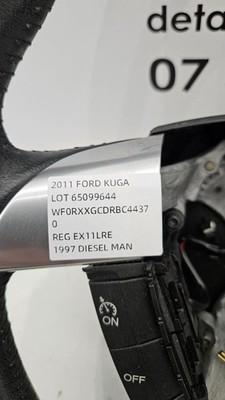 deta
07
2011 FORD KUGA
LOT 65099644
WF0RXXGCDRBC4437
0
REG EX11LRE
1997 DIESEL MAN
ON
OFF